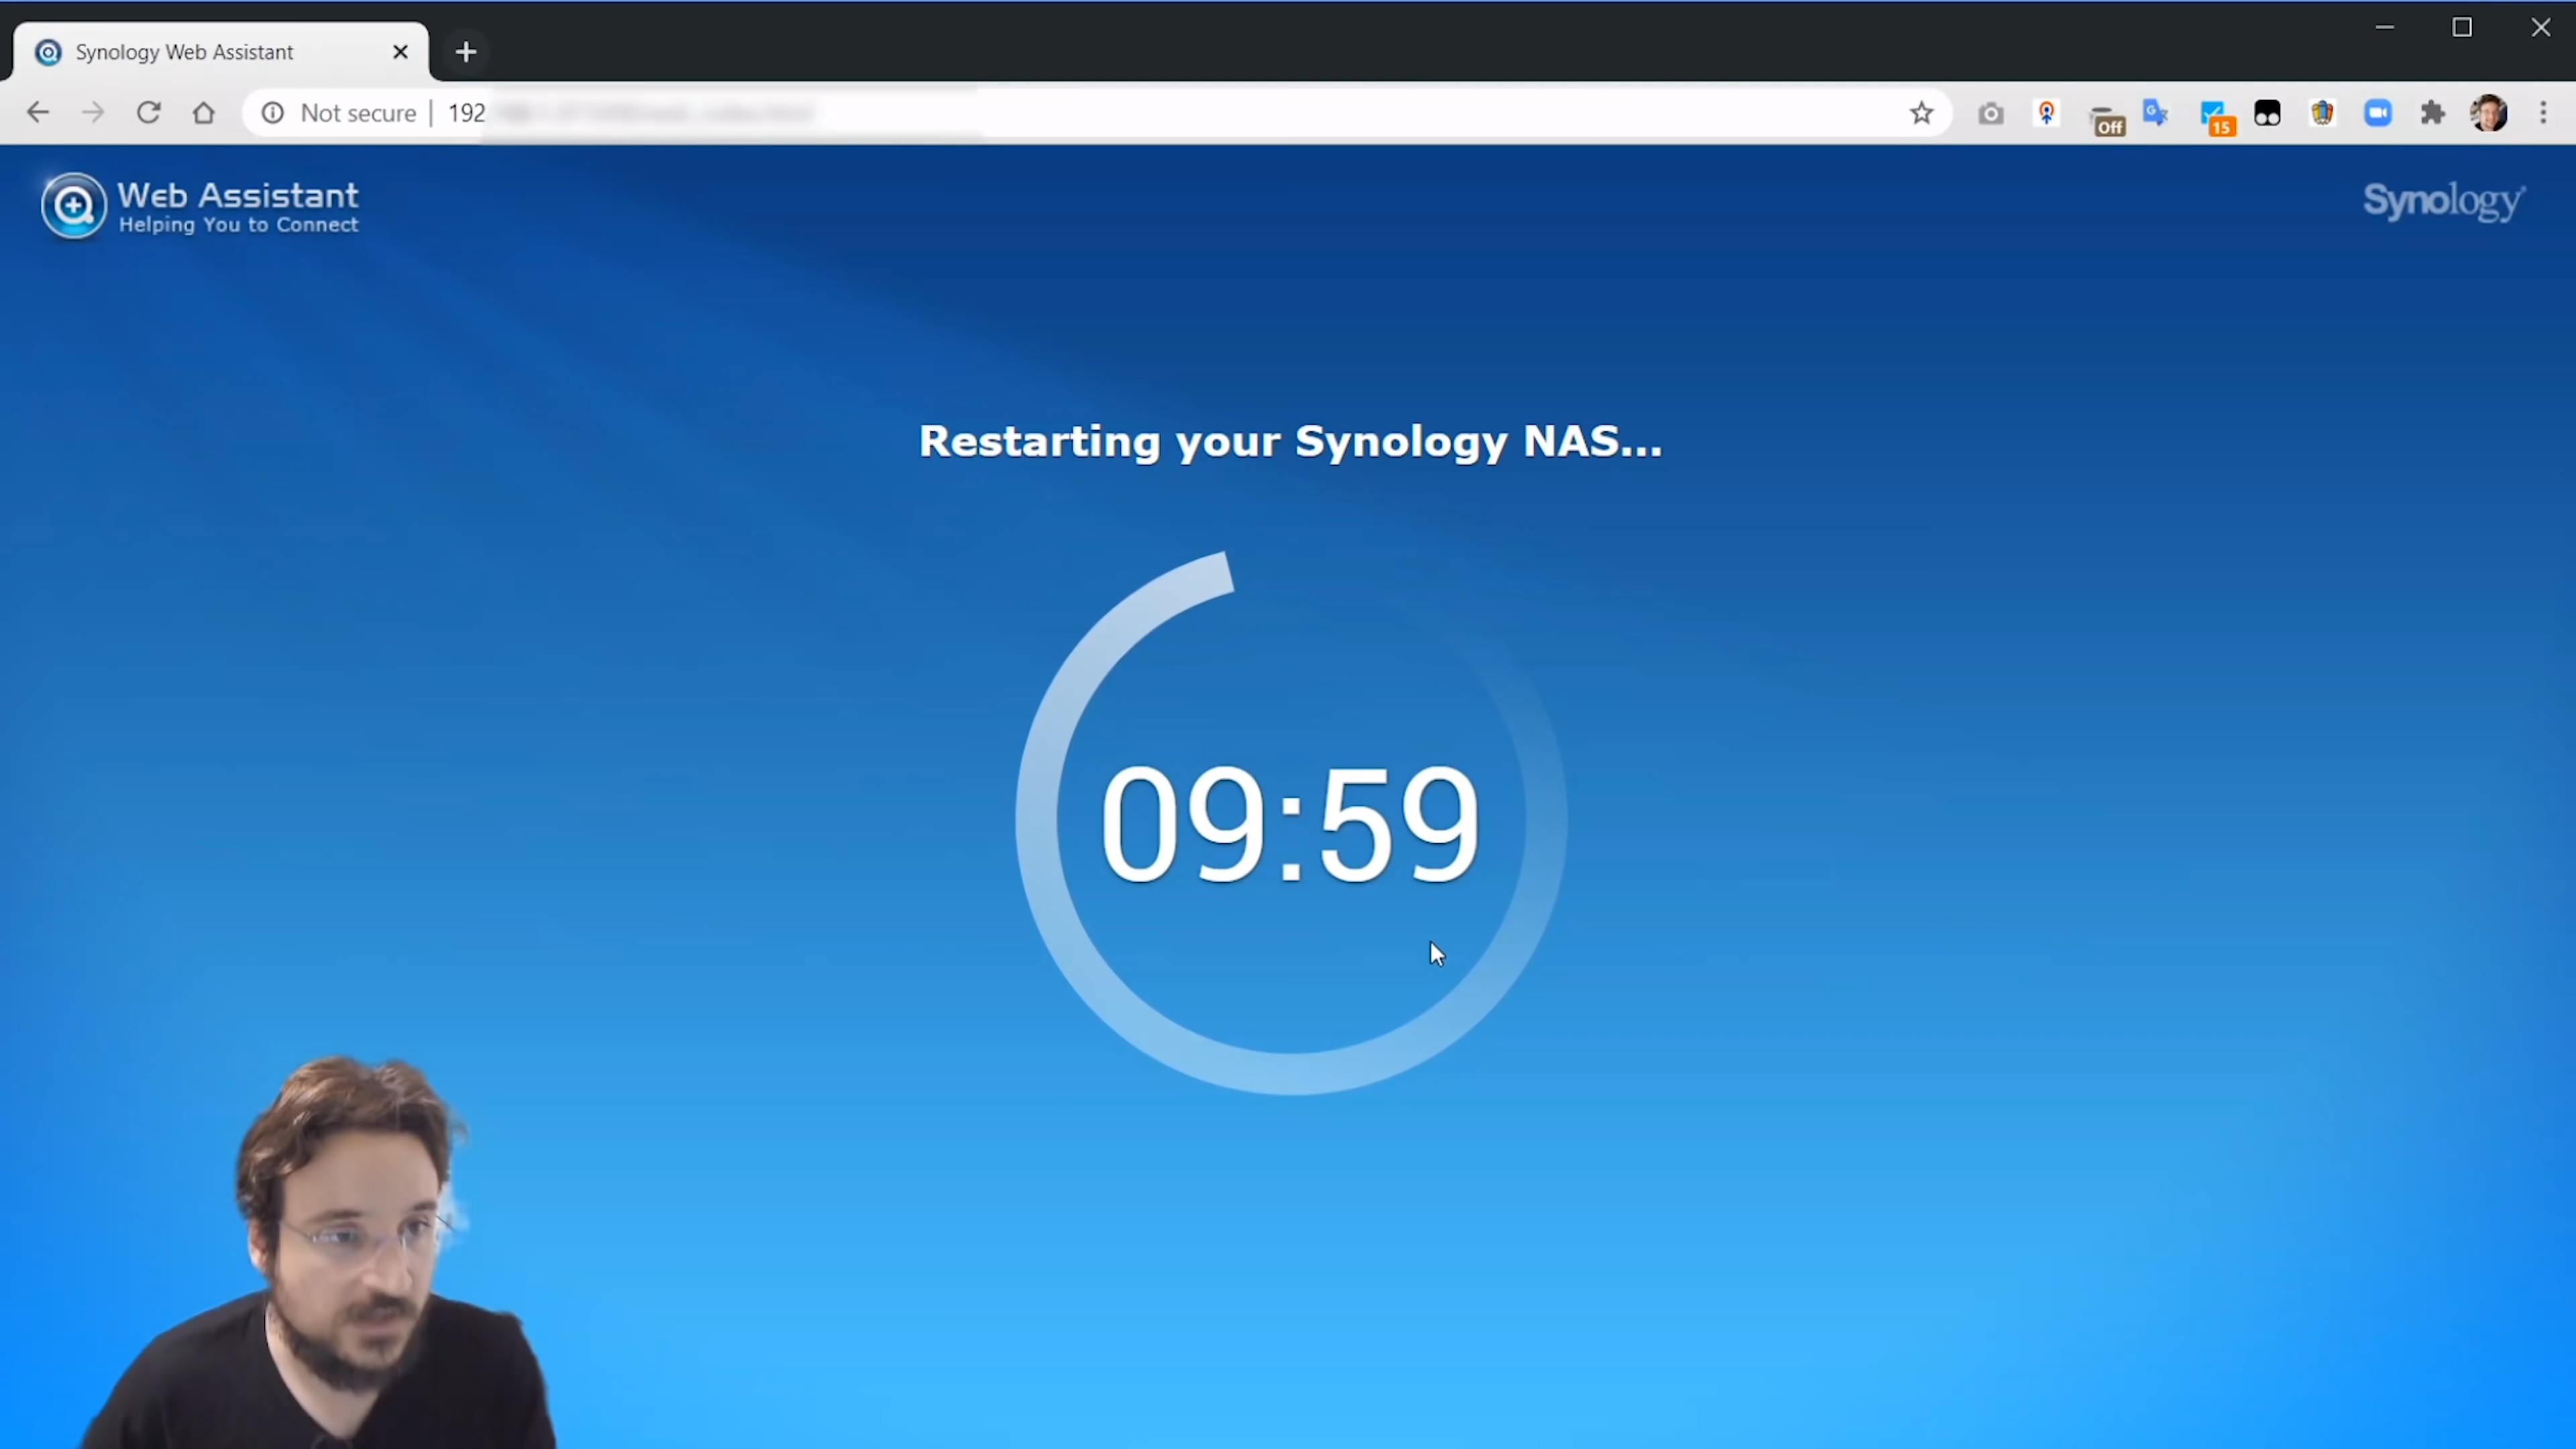 Synology Web Assistant
Not secure
192
Off
15
Web Assistant
Helping You to Connect
Synology
Restarting your Synology NAS...
09:59